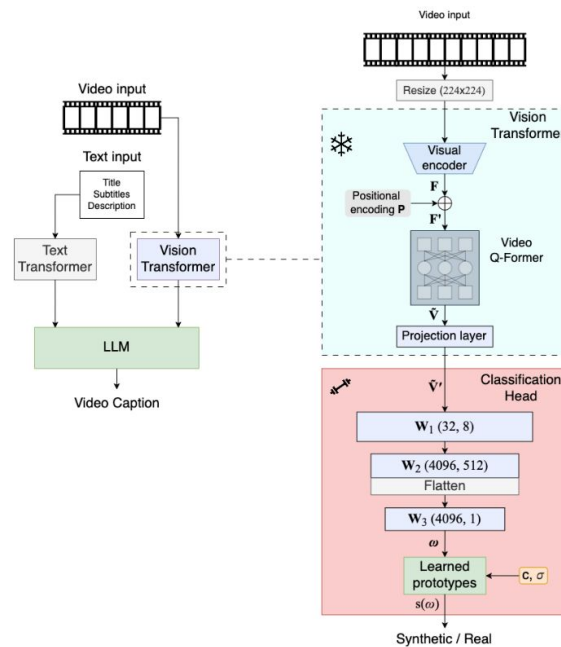 Video input
Text input
Title
Subtitles
Description
Text
Transformer
Vision
Transformer
LLM
Video Caption
Video input
Resize (224x224)
Vision
Transformer
Visual
encoder
F
Positional
encoding P
F'
Video
Q-Former
Ṽ
Projection layer
Classification
Head
Ṽ'
W₁ (32, 8)
W₂ (4096, 512)
Flatten
W₃ (4096, 1)
ω
Learned
prototypes
c, σ
s(ω)
Synthetic / Real